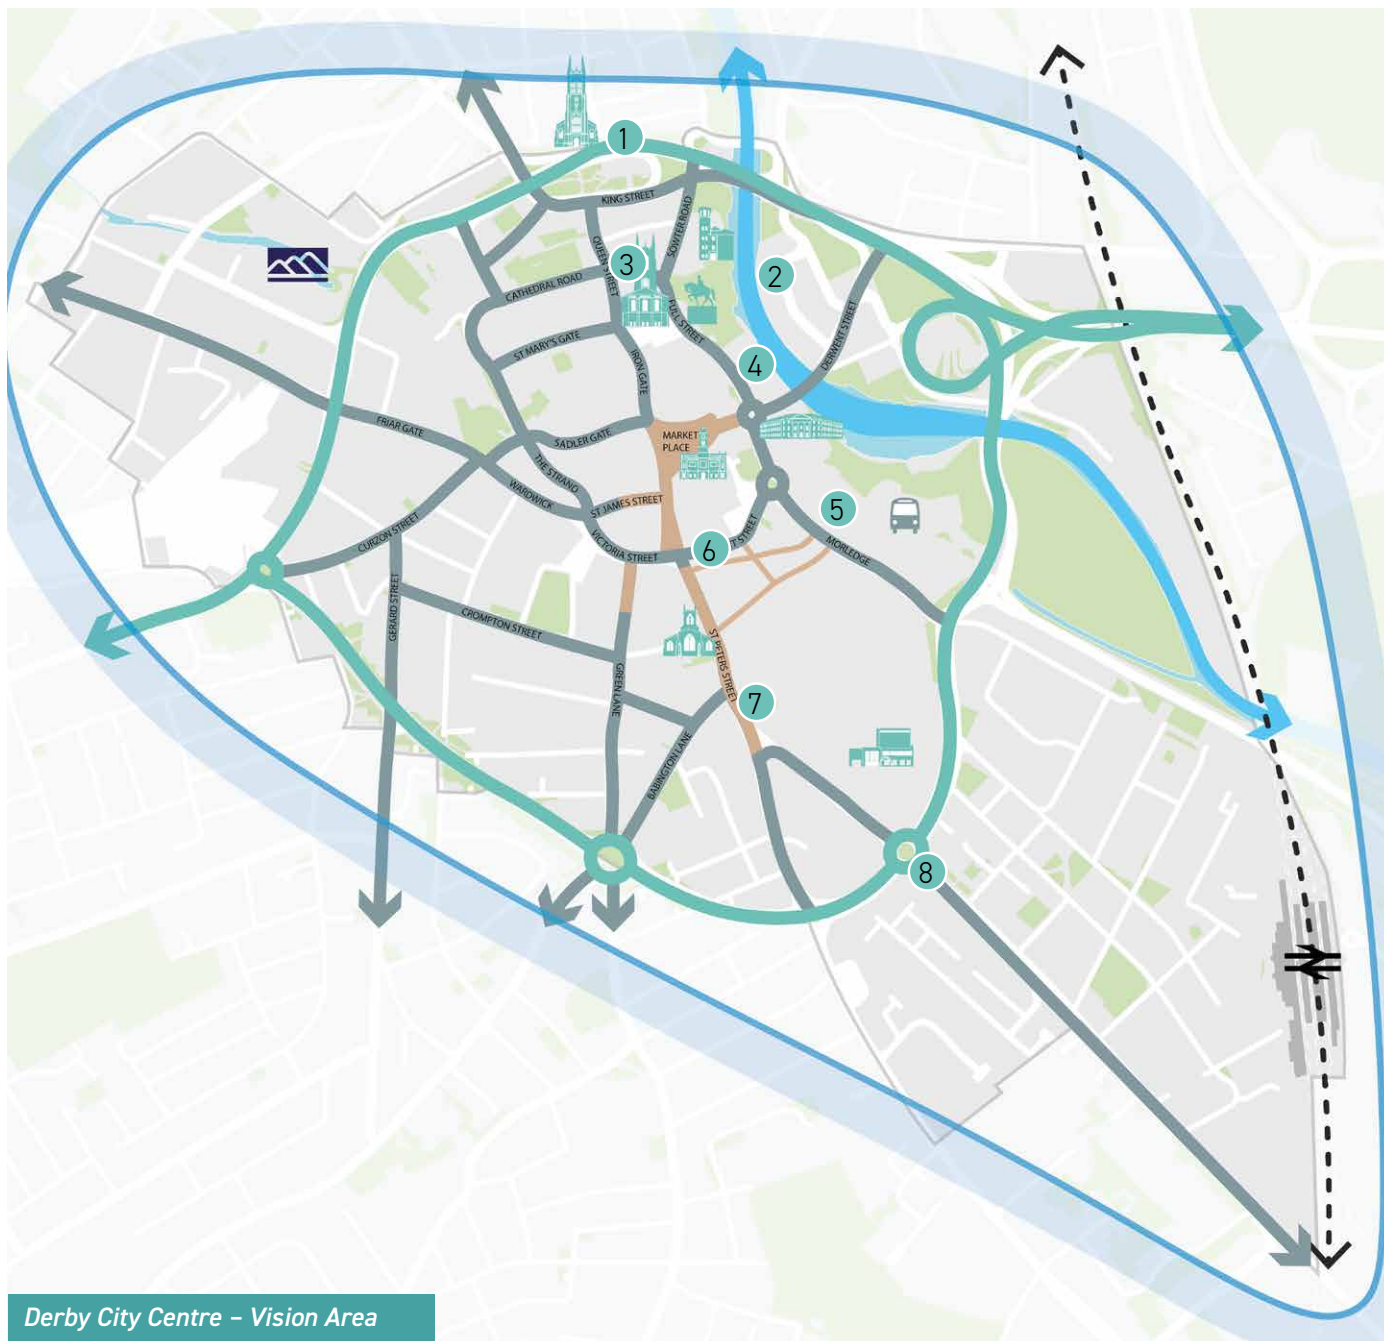 1
KING STREET
SOWTER ROAD
QUEEN STREET
3
2
CATHEDRAL ROAD
FULL STREET
DERWENT STREET
ST MARY'S GATE
IRON GATE
4
FRIAR GATE
SADLER GATE
MARKET
PLACE
THE STRAND
WARDWICK
ST JAMES STREET
CURZON STREET
VICTORIA STREET
6
T STREET
5
MORLEDGE
GERARD STREET
CROMPTON STREET
ST PETERS STREET
GREEN LANE
7
BABINGTON LANE
8
Derby City Centre – Vision Area